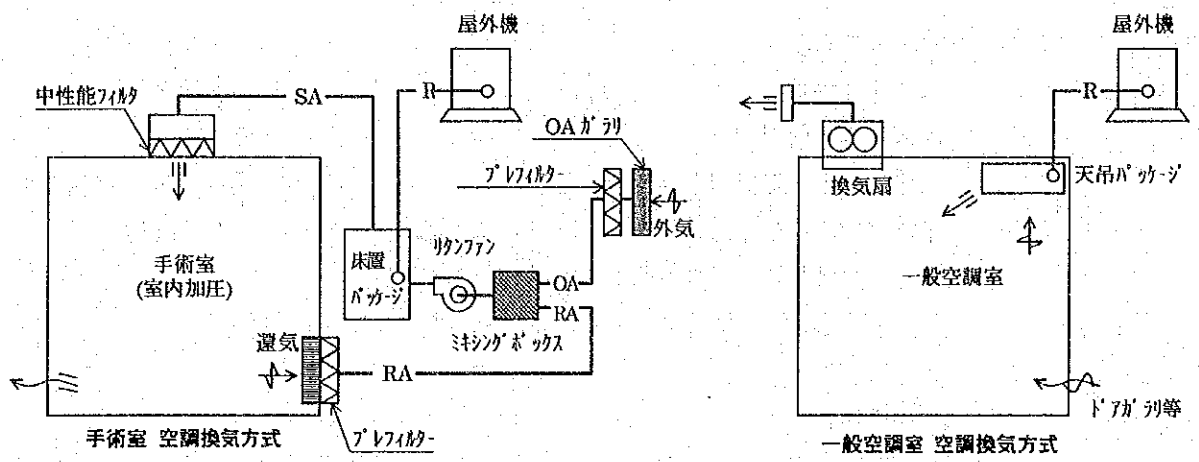 屋外機
中性能フィルタ
SA
R
OAガラリ
プレフィルター
外気
手術室
(室内加圧)
床置
パッケージ
リタンファン
OA
RA
ミキシングボックス
還気
RA
プレフィルター
手術室 空調換気方式
屋外機
R
換気扇
天吊パッケージ
一般空調室
ドアガラリ等
一般空調室 空調換気方式